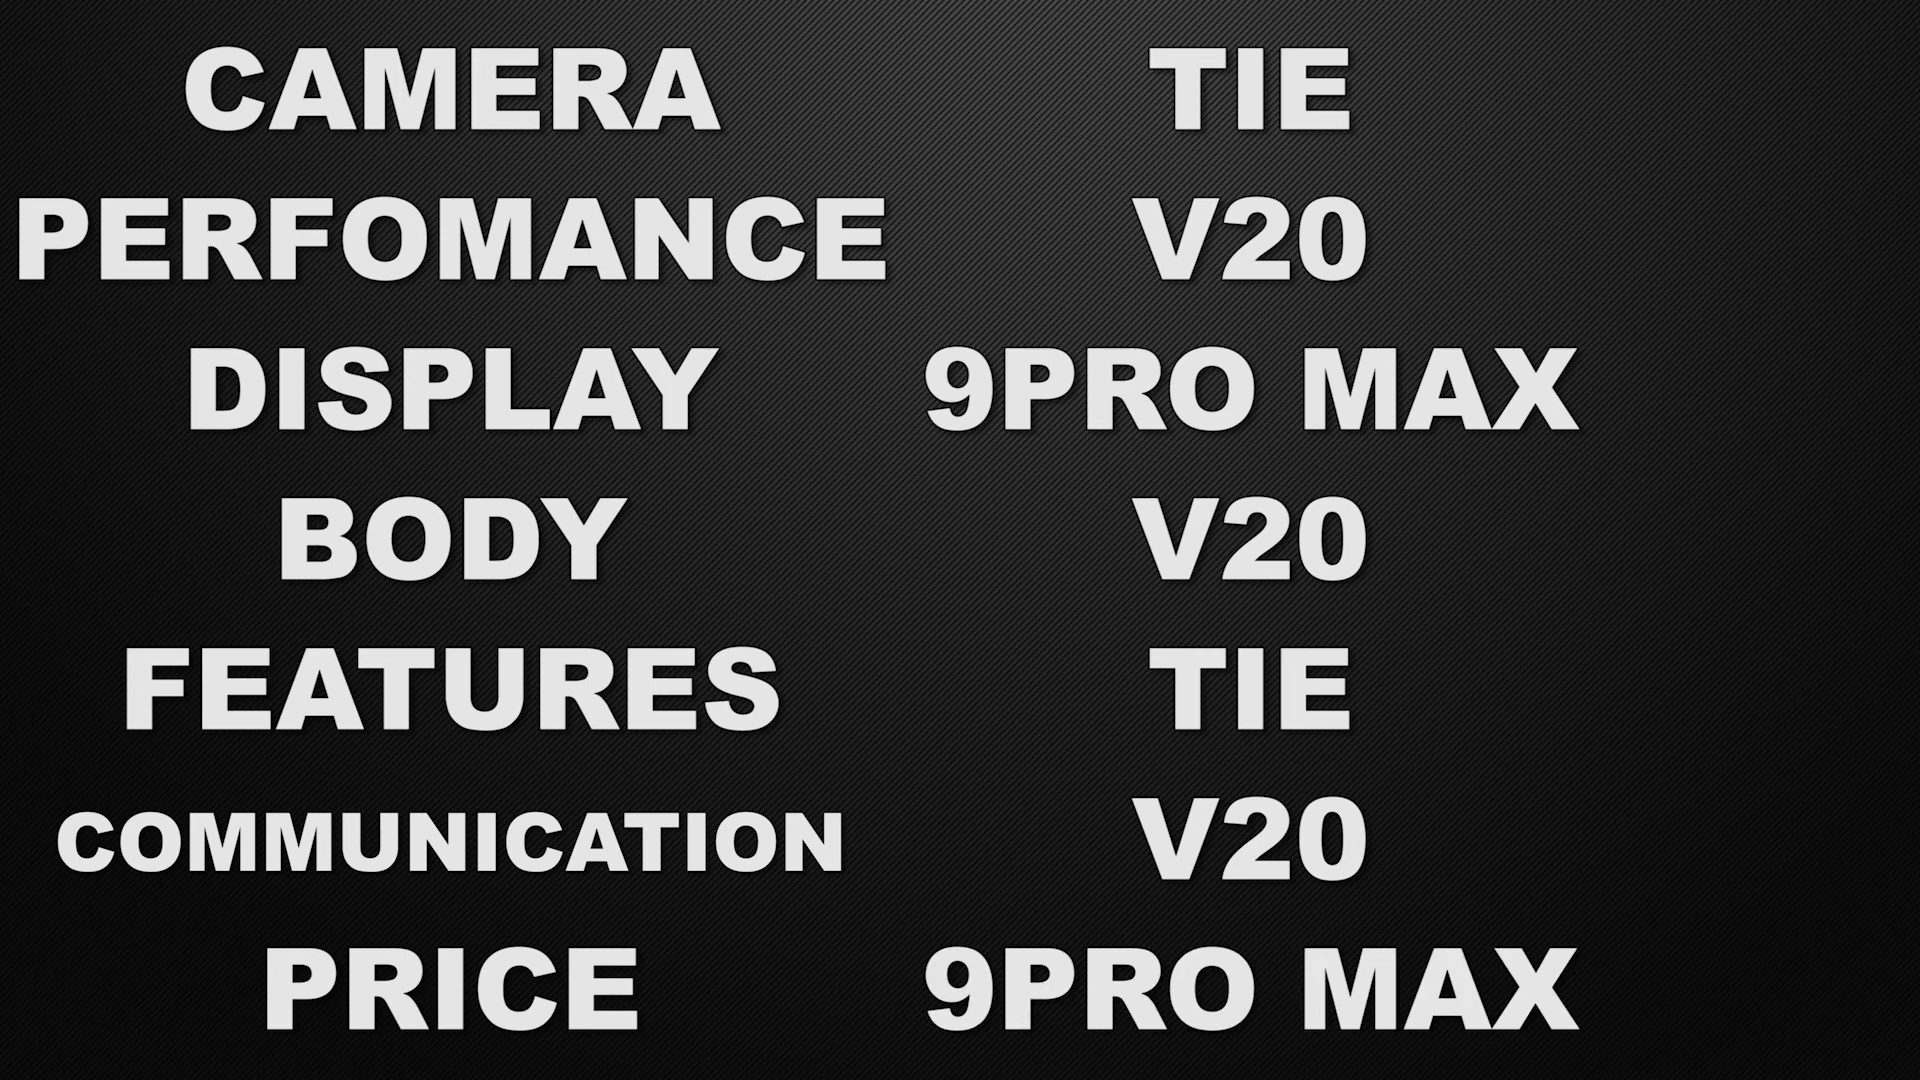 CAMERA TIE
PERFOMANCE V20
DISPLAY 9PRO MAX
BODY V20
FEATURES TIE
COMMUNICATION V20
PRICE 9PRO MAX